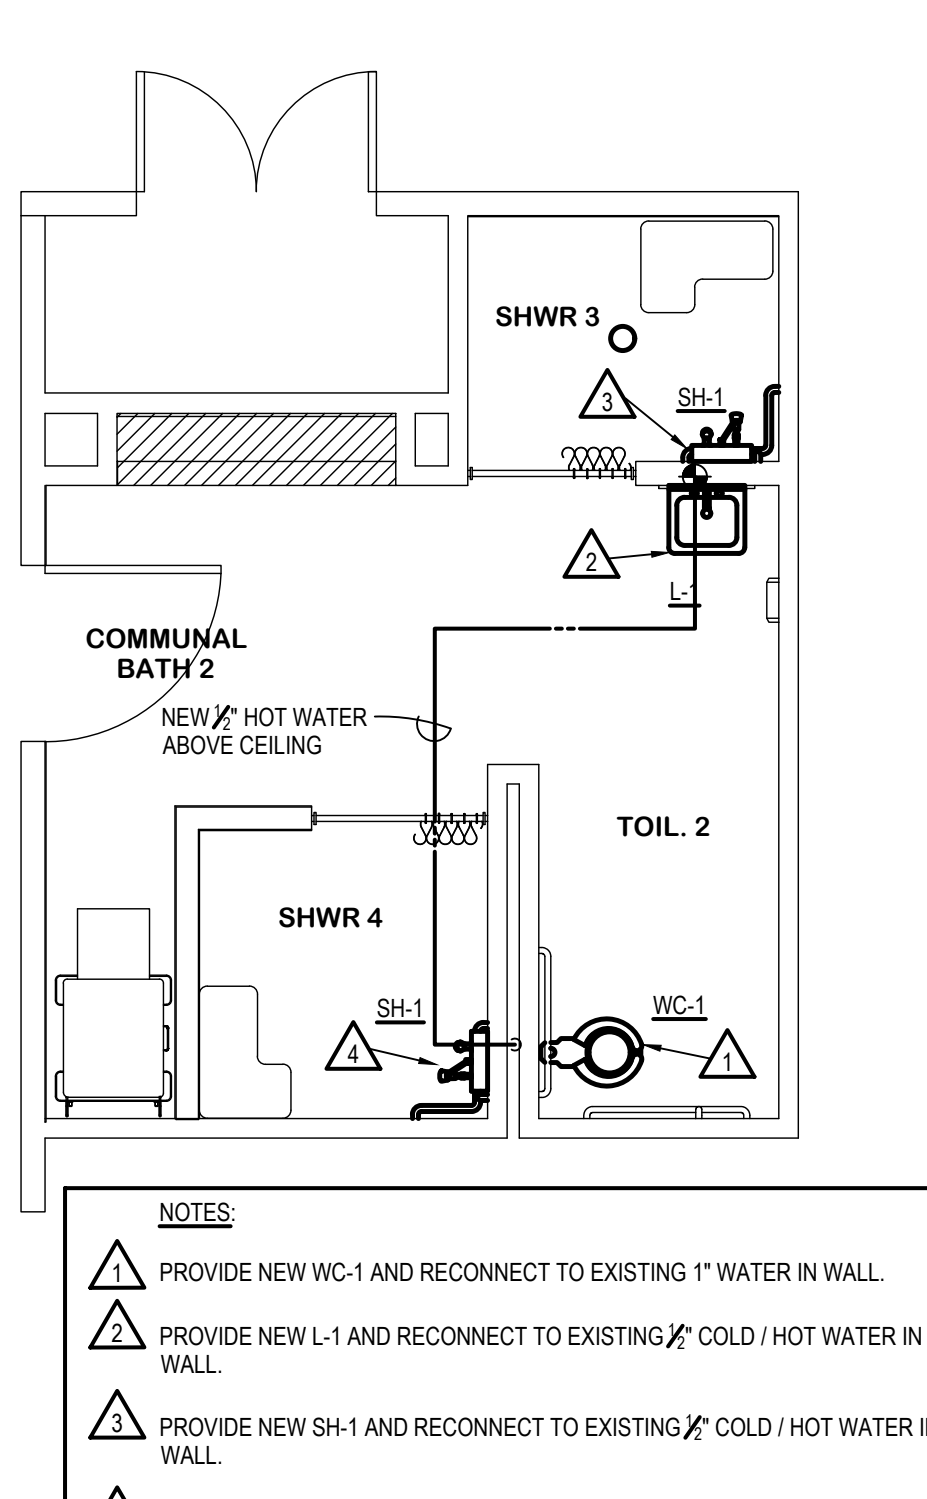 SHWR 3
3
SH-1
2
L-1
COMMUNAL
BATH 2
NEW 1/2" HOT WATER
ABOVE CEILING
TOIL. 2
SHWR 4
SH-1
4
WC-1
1
NOTES:
1 PROVIDE NEW WC-1 AND RECONNECT TO EXISTING 1" WATER IN WALL.
2 PROVIDE NEW L-1 AND RECONNECT TO EXISTING 1/2" COLD / HOT WATER IN
WALL.
3 PROVIDE NEW SH-1 AND RECONNECT TO EXISTING 1/2" COLD / HOT WATER IN
WALL.